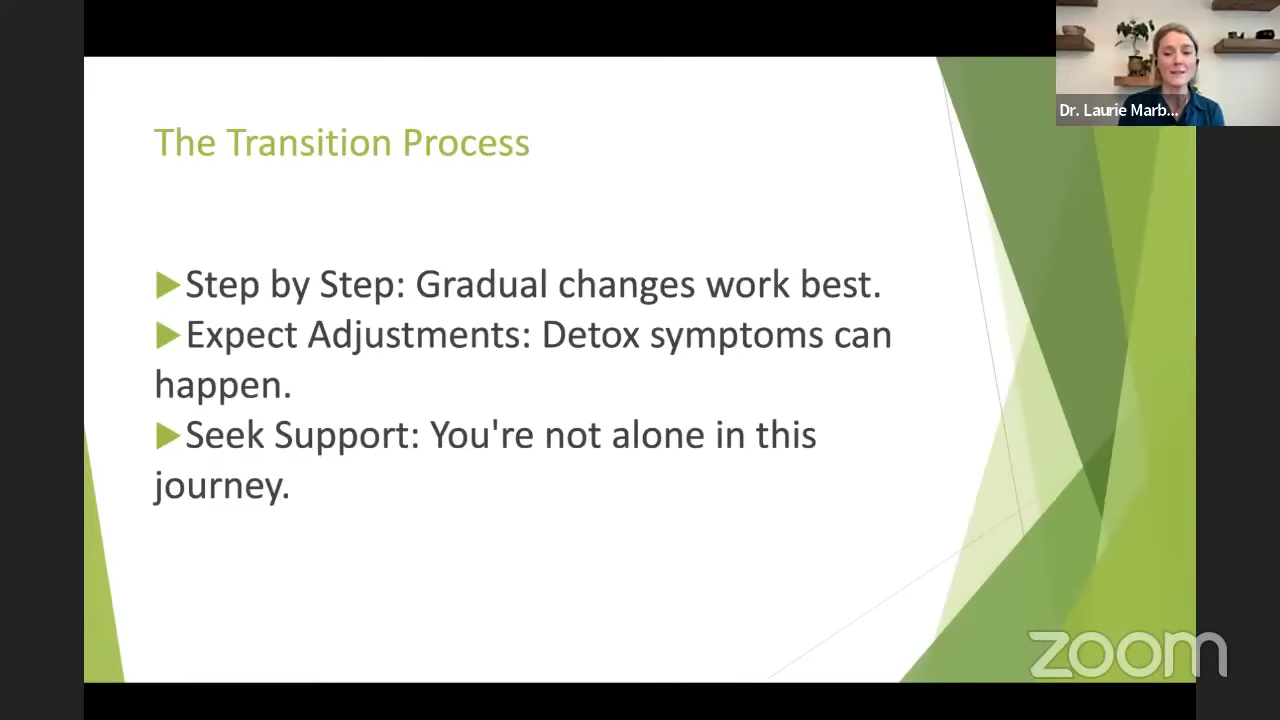 Dr. Laurie Marb...
The Transition Process
Step by Step: Gradual changes work best.
Expect Adjustments: Detox symptoms can
happen.
Seek Support: You're not alone in this
journey.
zoom